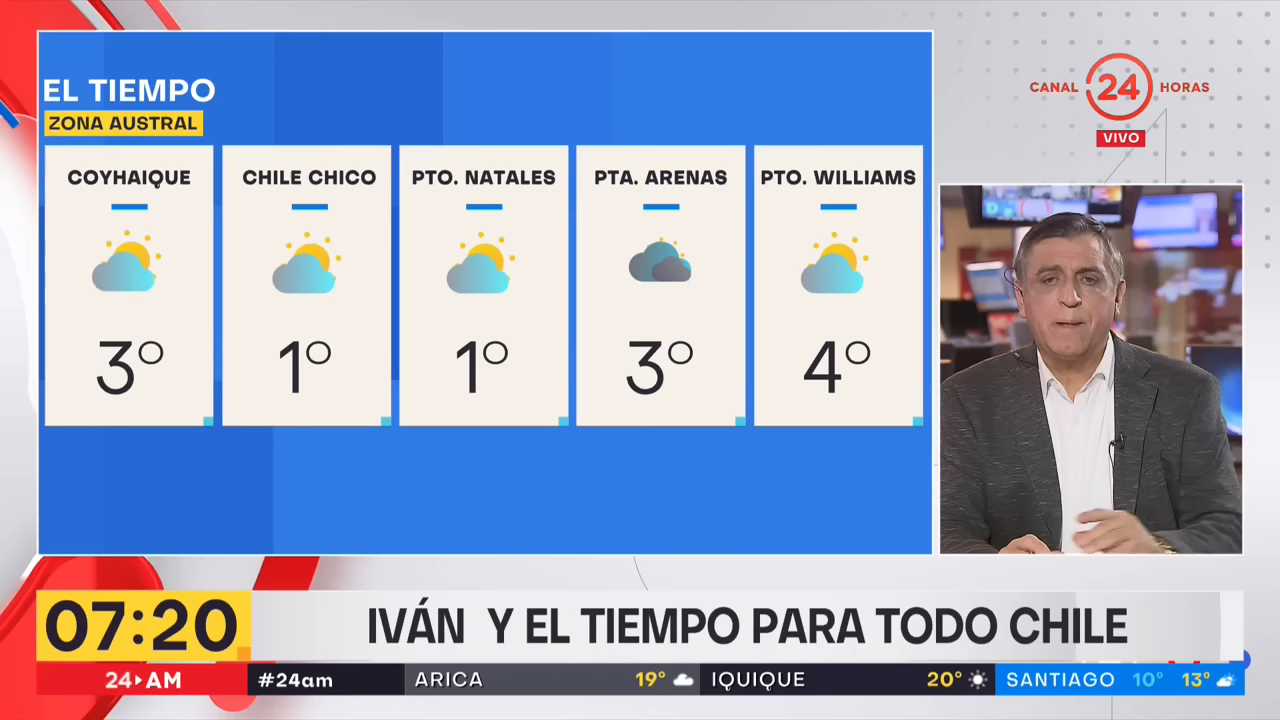 EL TIEMPO
ZONA AUSTRAL
COYHAIQUE
CHILE CHICO
PTO. NATALES
PTA. ARENAS
PTO. WILLIAMS
3°
1°
1°
3°
4°
CANAL 24 HORAS
VIVO
07:20
IVÁN Y EL TIEMPO PARA TODO CHILE
24 AM #24am ARICA 19° IQUIQUE 20° SANTIAGO 10° 13°